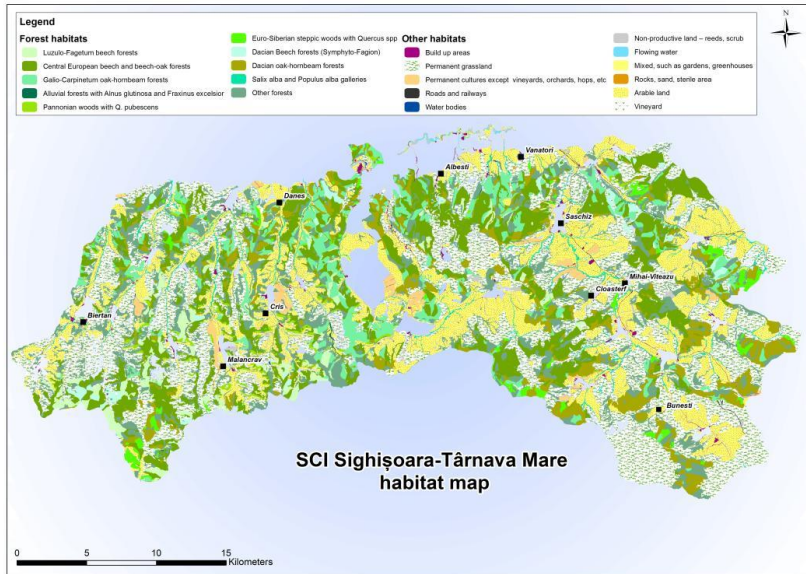 Legend
N
Forest habitats
Luzulo-Fagetum beech forests
Central European beech and beech-oak forests
Galio-Carpinetum oak-hornbeam forests
Alluvial forests with Alnus glutinosa and Fraxinus excelsior
Pannonian woods with Q. pubescens
Euro-Siberian steppic woods with Quercus spp
Dacian Beech forests (Symphyto-Fagion)
Dacian oak-hornbeam forests
Salix alba and Populus alba galleries
Other forests
Other habitats
Build up areas
Permanent grassland
Permanent cultures except vineyards, orchards, hops, etc
Roads and railways
Water bodies
Non-productive land – reeds, scrub
Flowing water
Mixed, such as gardens, greenhouses
Rocks, sand, sterile area
Arable land
Vineyard
Vanatori
Albesti
Danes
Saschiz
Mihai-Viteazu
Cloasterf
Cris
Biertan
Malancrav
Bunesti
SCI Sighișoara-Târnava Mare
habitat map
0 5 10 15
Kilometers